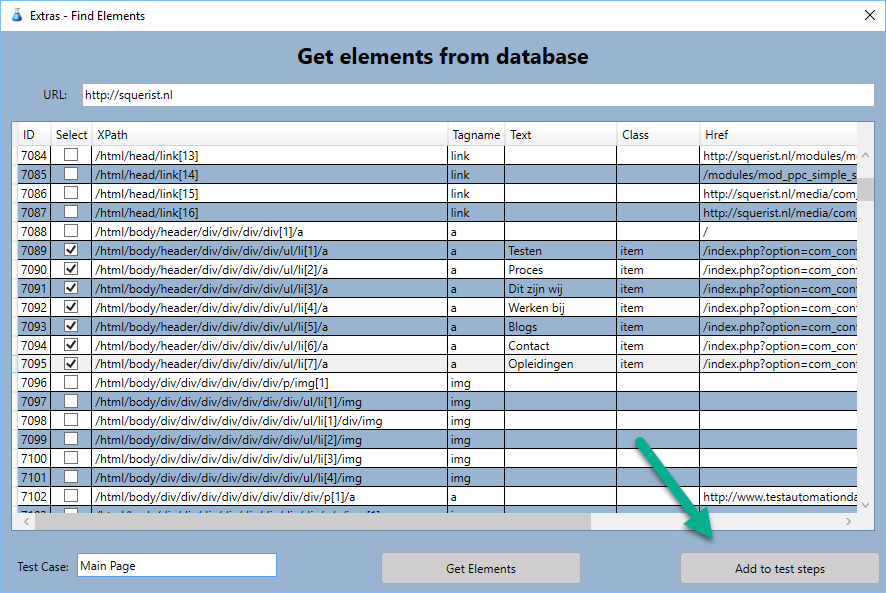 Extras - Find Elements
Get elements from database
URL: http://squerist.nl
ID Select XPath Tagname Text Class Href
7084 /html/head/link[13] link http://squerist.nl/modules/m
7085 /html/head/link[14] link /modules/mod_ppc_simple_s
7086 /html/head/link[15] link http://squerist.nl/media/com_
7087 /html/head/link[16] link http://squerist.nl/media/com_
7088 /html/body/header/div/div/div/div[1]/a a /
7089 /html/body/header/div/div/div/div/ul/li[1]/a a Testen item /index.php?option=com_con
7090 /html/body/header/div/div/div/div/ul/li[2]/a a Proces item /index.php?option=com_con
7091 /html/body/header/div/div/div/div/ul/li[3]/a a Dit zijn wij item /index.php?option=com_con
7092 /html/body/header/div/div/div/div/ul/li[4]/a a Werken bij item /index.php?option=com_con
7093 /html/body/header/div/div/div/div/ul/li[5]/a a Blogs item /index.php?option=com_con
7094 /html/body/header/div/div/div/div/ul/li[6]/a a Contact item /index.php?option=com_con
7095 /html/body/header/div/div/div/div/ul/li[7]/a a Opleidingen item /index.php?option=com_con
7096 /html/body/div/div/div/div/div/div/p/img[1] img
7097 /html/body/div/div/div/div/div/div/div/ul/li[1]/img img
7098 /html/body/div/div/div/div/div/div/div/ul/li[1]/div/img img
7099 /html/body/div/div/div/div/div/div/div/ul/li[2]/img img
7100 /html/body/div/div/div/div/div/div/div/ul/li[3]/img img
7101 /html/body/div/div/div/div/div/div/div/ul/li[4]/img img
7102 /html/body/div/div/div/div/div/div/div/div/p[1]/a a http://www.testautomationda
Test Case: Main Page Get Elements Add to test steps